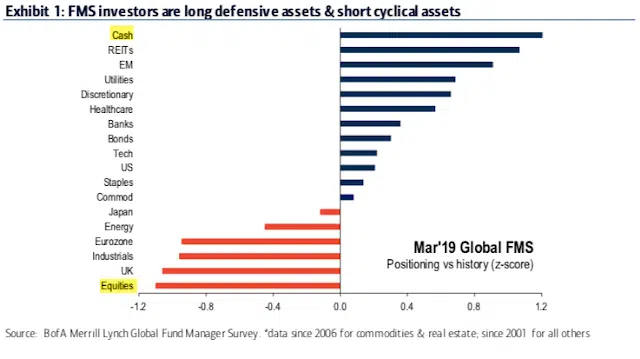 Exhibit 1: FMS investors are long defensive assets & short cyclical assets
Cash
REITs
EM
Utilities
Discretionary
Healthcare
Banks
Bonds
Tech
US
Staples
Commod
Japan
Energy
Eurozone
Industrials
UK
Equities
Mar'19 Global FMS
Positioning vs history (z-score)
-1.2 -0.8 -0.4 0.0 0.4 0.8 1.2
Source: BofA Merrill Lynch Global Fund Manager Survey. *data since 2006 for commodities & real estate; since 2001 for all others